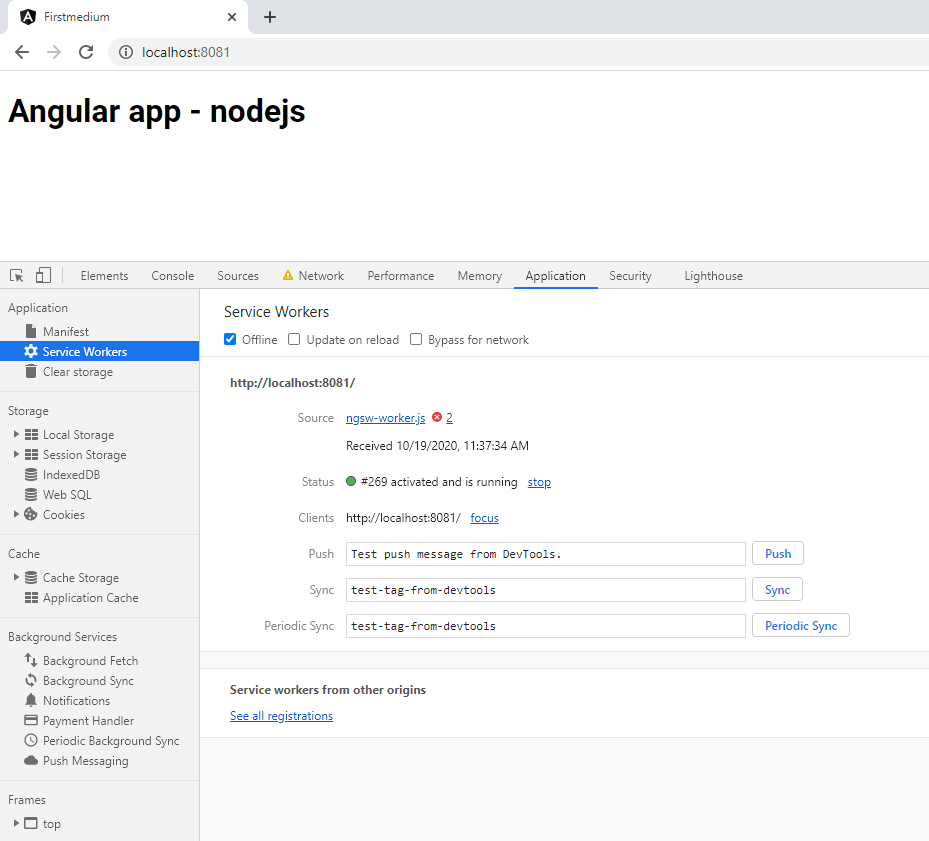 Firstmedium
localhost:8081
Angular app - nodejs
Elements Console Sources Network Performance Memory Application Security Lighthouse
Application
Manifest
Service Workers
Clear storage
Storage
Local Storage
Session Storage
IndexedDB
Web SQL
Cookies
Cache
Cache Storage
Application Cache
Background Services
Background Fetch
Background Sync
Notifications
Payment Handler
Periodic Background Sync
Push Messaging
Frames
top
Service Workers
Offline Update on reload Bypass for network
http://localhost:8081/
Source ngsw-worker.js 2
Received 10/19/2020, 11:37:34 AM
Status #269 activated and is running stop
Clients http://localhost:8081/ focus
Push Test push message from DevTools. Push
Sync test-tag-from-devtools Sync
Periodic Sync test-tag-from-devtools Periodic Sync
Service workers from other origins
See all registrations